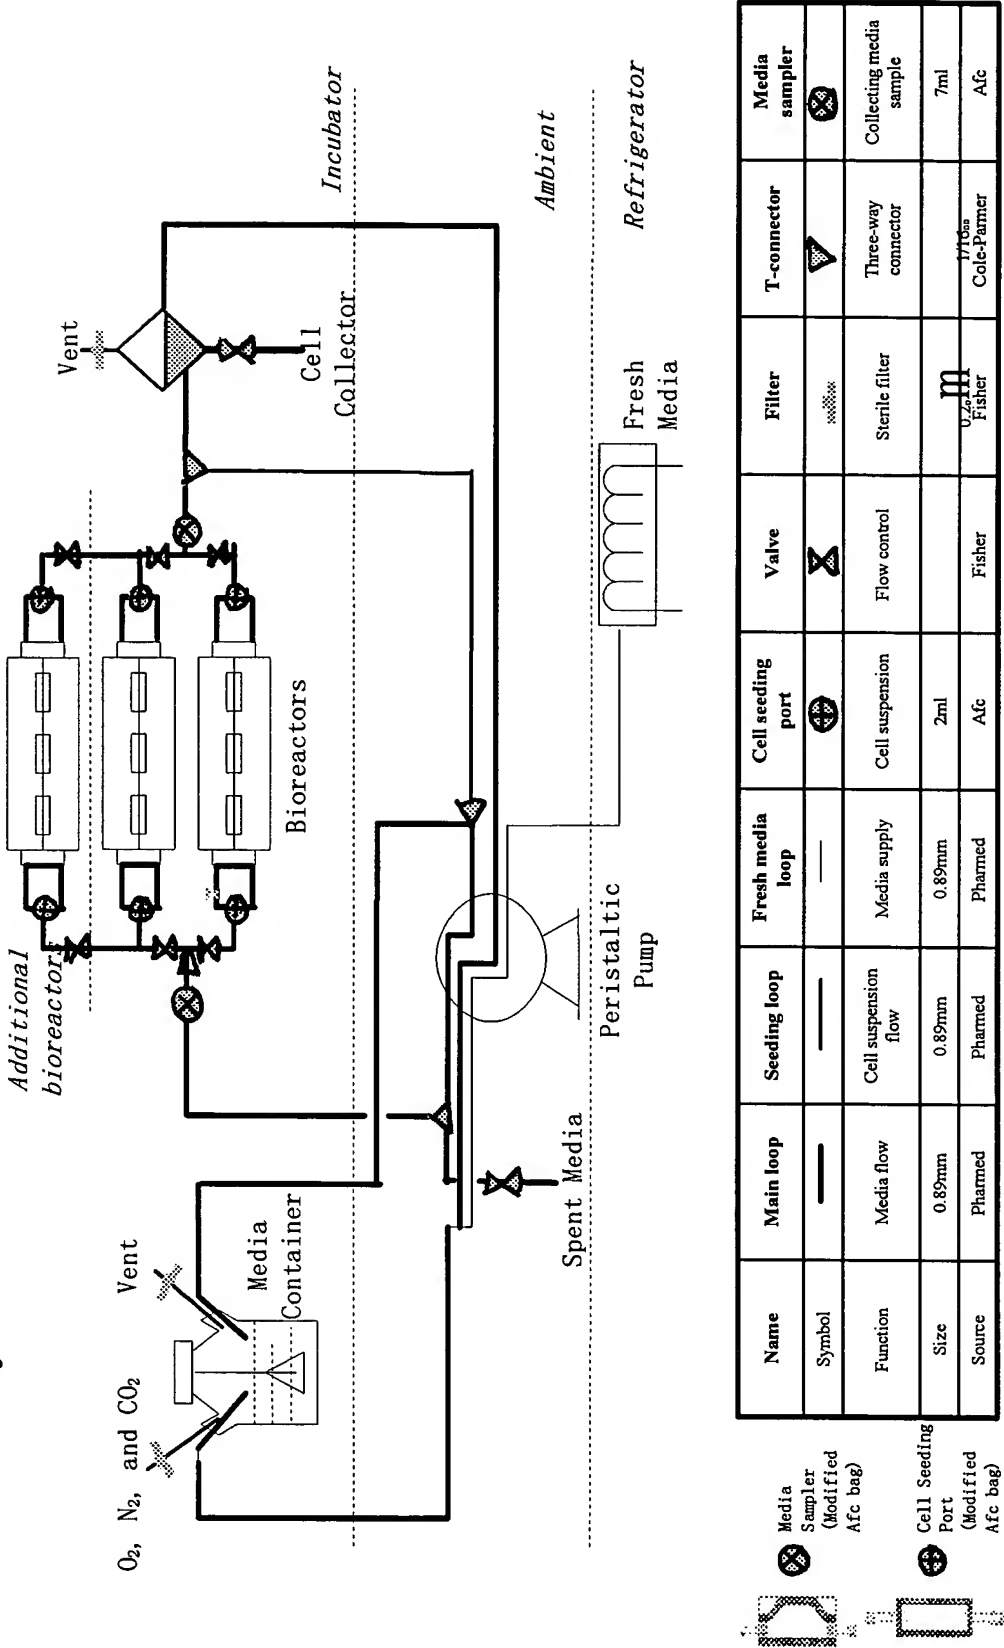 Additional
bioreactors
O2, N2, and CO2
Vent
Media
Container
Bioreactors
Vent
Cell
Collector
Incubator
Ambient
Refrigerator
Spent Media
Peristaltic
Pump
Fresh
Media
Media
Sampler
(Modified
Afc bag)
Cell Seeding
Port
(Modified
Afc bag)
Name Main loop Seeding loop Fresh media loop Cell seeding port Valve Filter T-connector Media sampler
Symbol
Function Media flow Cell suspension flow Media supply Cell suspension Flow control Sterile filter Three-way connector Collecting media sample
Size 0.89mm 0.89mm 0.89mm 2ml m 7ml
Source Pharmed Pharmed Pharmed Afc Fisher Fisher Cole-Parmer Afc